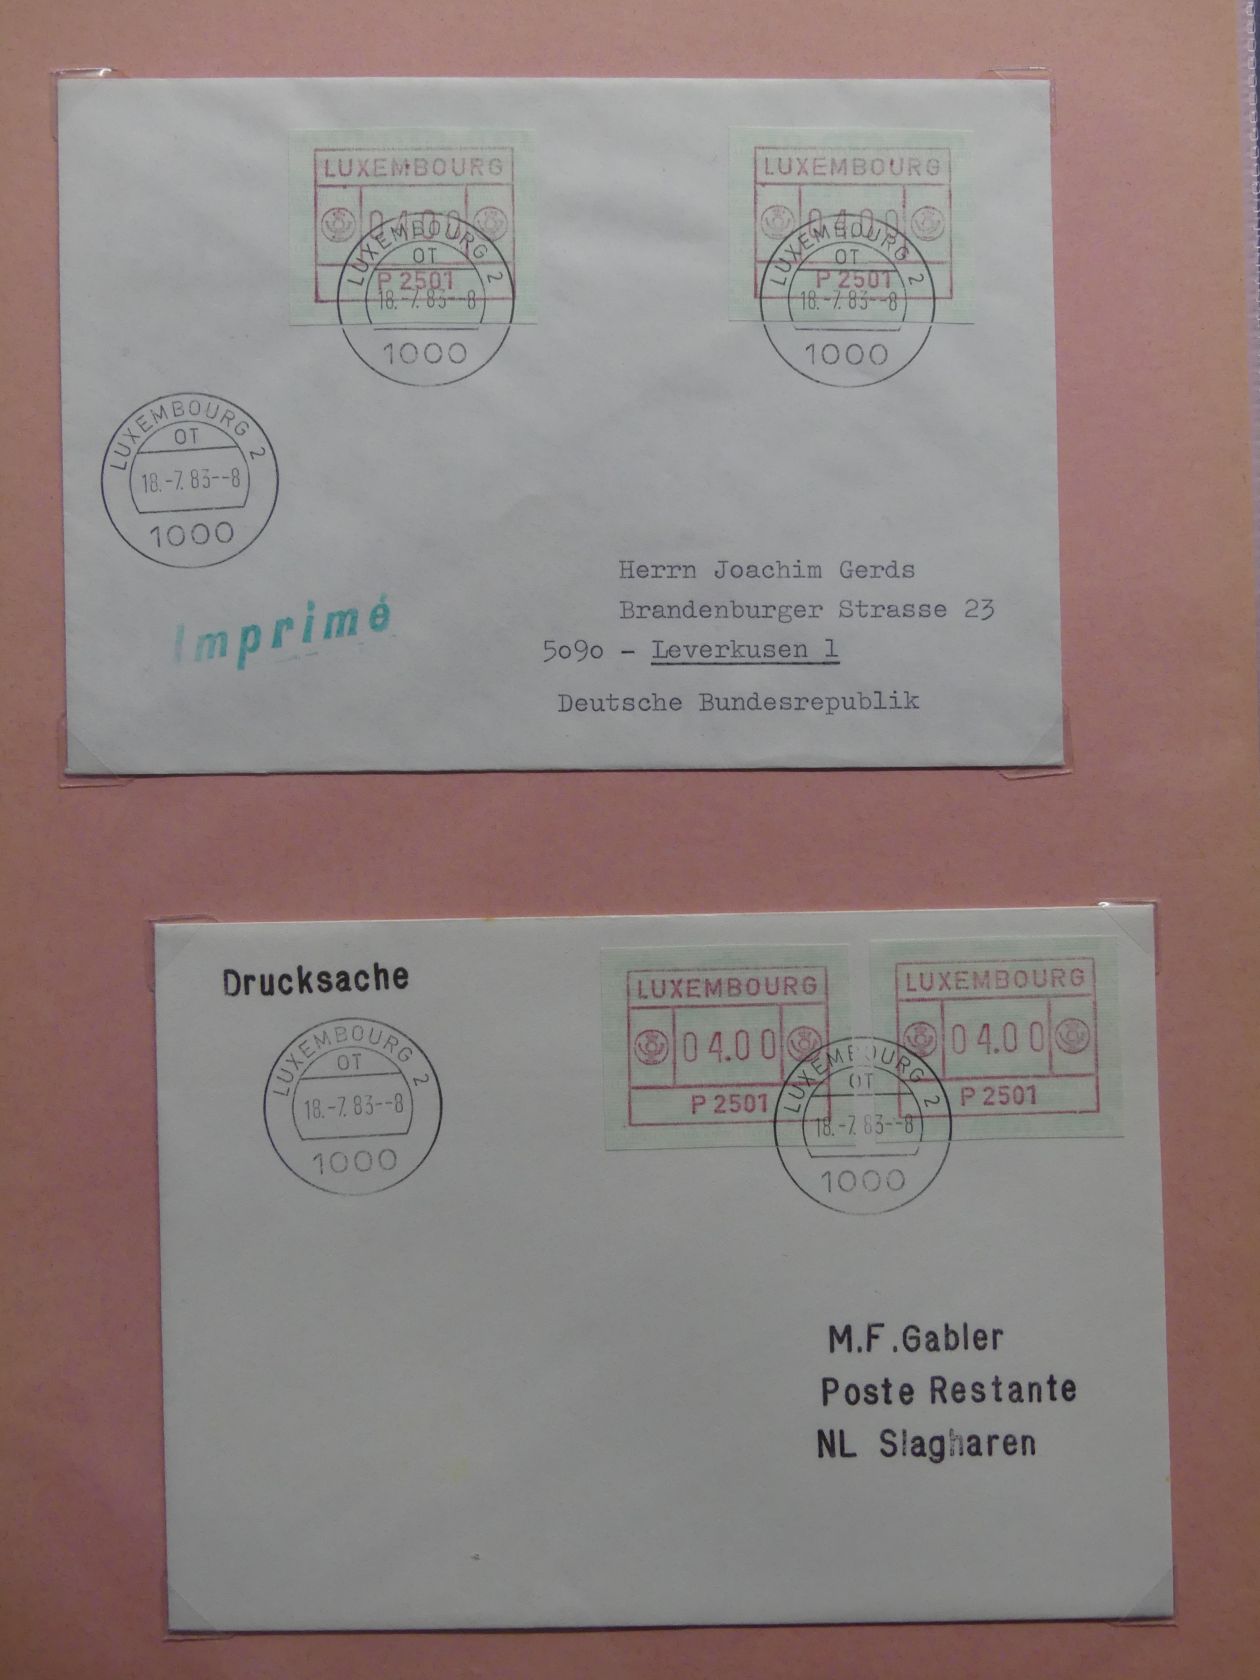 LUXEMBOURG
04.00
P 2501
LUXEMBOURG 2
OT
18.-7.83--8
1000
LUXEMBOURG
04.00
P 2501
LUXEMBOURG 2
OT
18.-7.83--8
1000
LUXEMBOURG 2
OT
18.-7.83--8
1000
Imprimé
Herrn Joachim Gerds
Brandenburger Strasse 23
5090 - Leverkusen 1
Deutsche Bundesrepublik
Drucksache
LUXEMBOURG 2
OT
18.-7.83--8
1000
LUXEMBOURG
04.00
P 2501
LUXEMBOURG
04.00
P 2501
LUXEMBOURG 2
OT
18.-7.83--8
1000
M.F.Gabler
Poste Restante
NL Slagharen